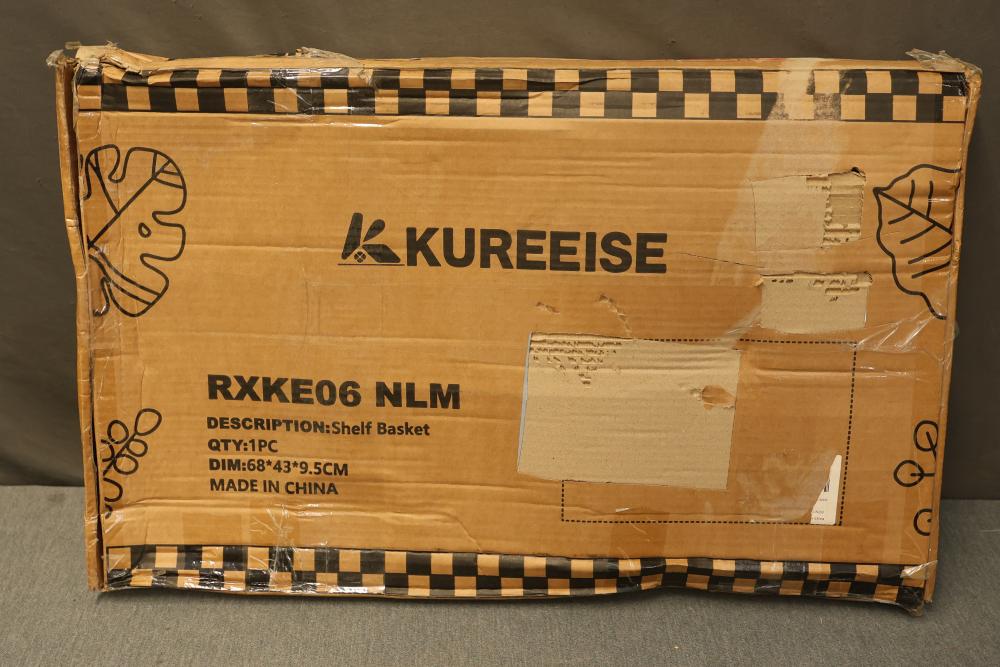 KUREEISE
RXKE06 NLM
DESCRIPTION:Shelf Basket
QTY:1PC
DIM:68*43*9.5CM
MADE IN CHINA